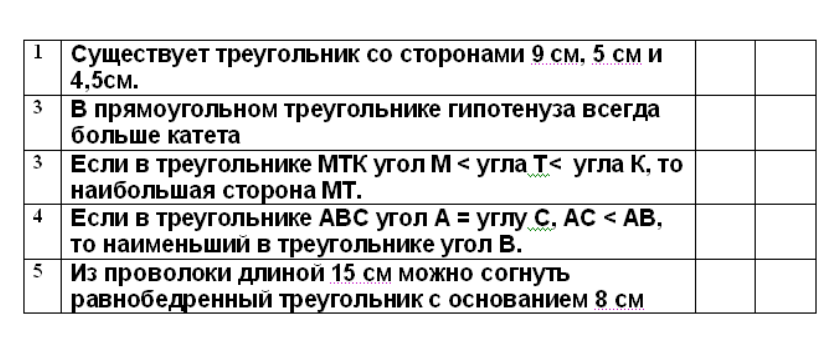 1 Существует треугольник со сторонами 9 см, 5 см и
4,5см.
3 В прямоугольном треугольнике гипотенуза всегда
больше катета
3 Если в треугольнике МТК угол М < угла Т< угла К, то
наибольшая сторона МТ.
4 Если в треугольнике АВС угол А = углу С, АС < АВ,
то наименьший в треугольнике угол В.
5 Из проволоки длиной 15 см можно согнуть
равнобедренный треугольник с основанием 8 см